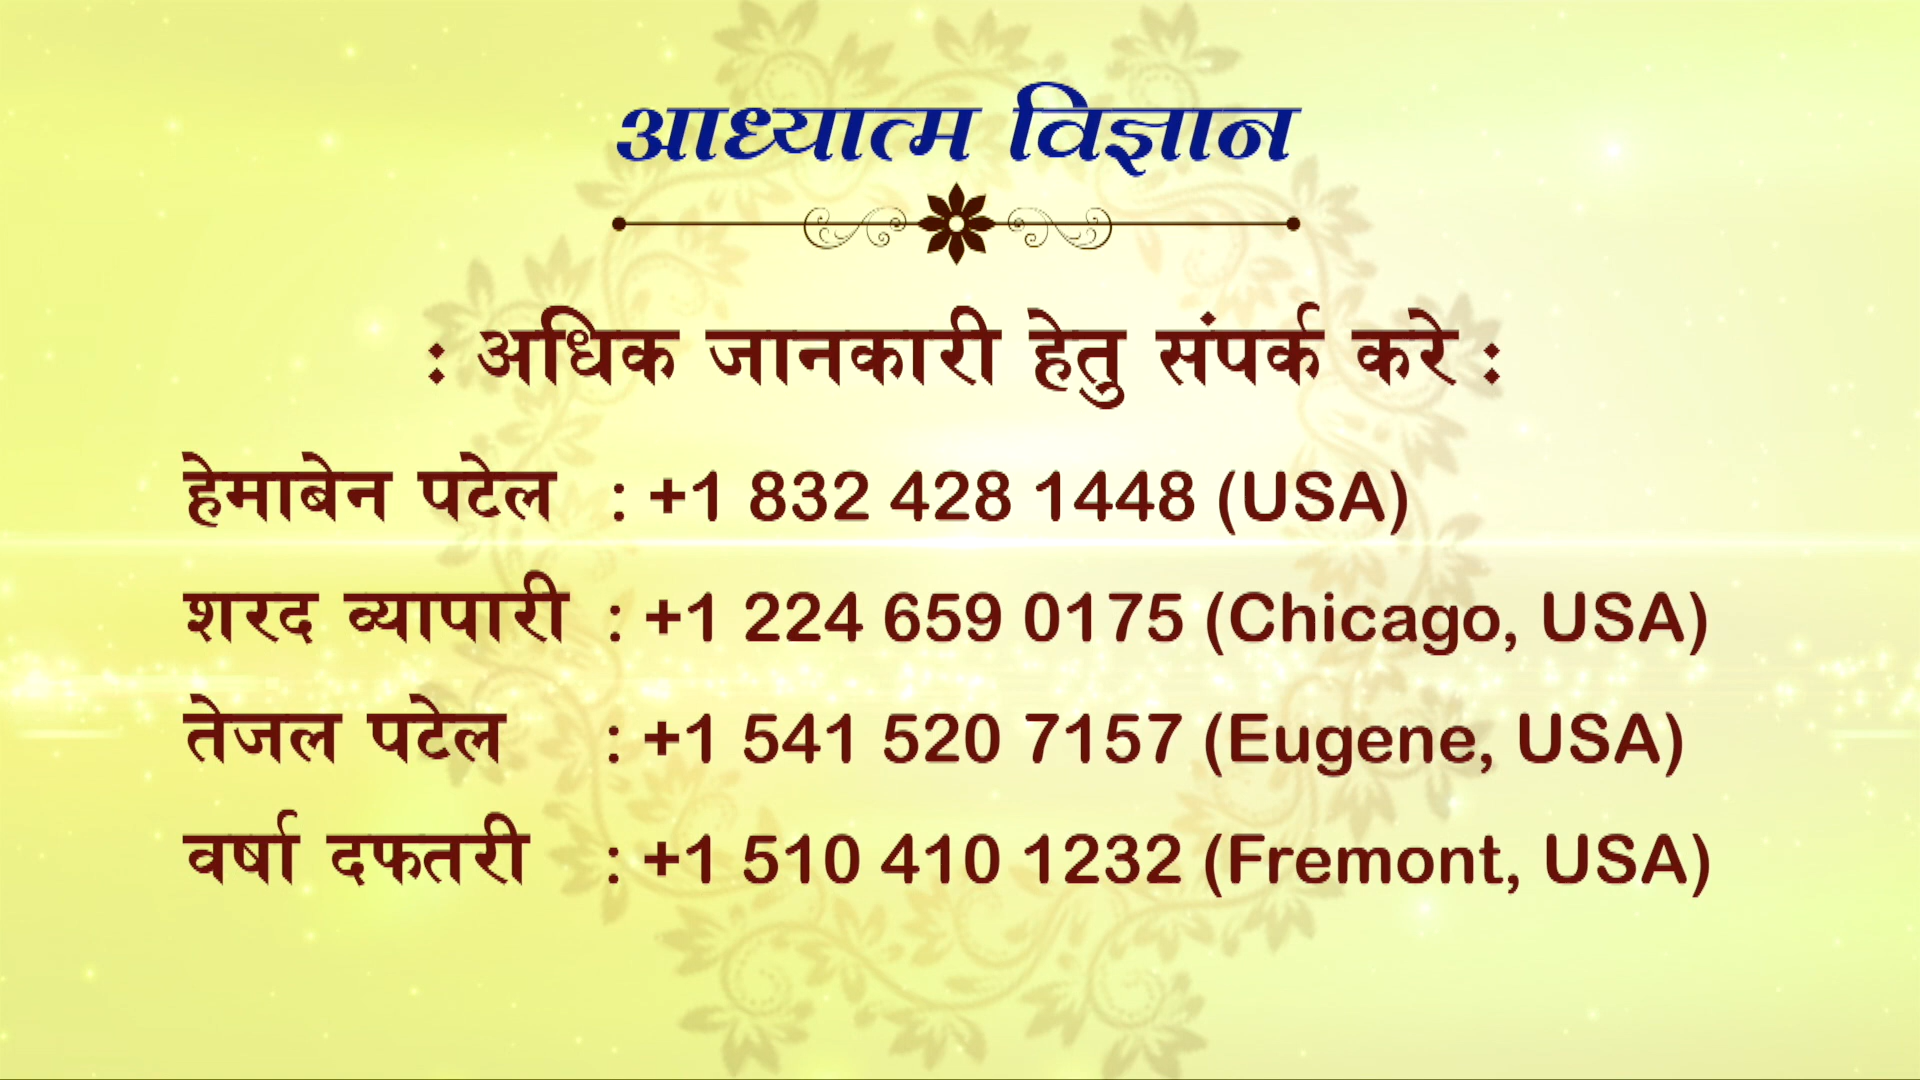 आध्यात्म विज्ञान
: अधिक जानकारी हेतु संपर्क करे :
हेमाबेन पटेल : +1 832 428 1448 (USA)
शरद व्यापारी : +1 224 659 0175 (Chicago, USA)
तेजल पटेल : +1 541 520 7157 (Eugene, USA)
वर्षा दफतरी : +1 510 410 1232 (Fremont, USA)